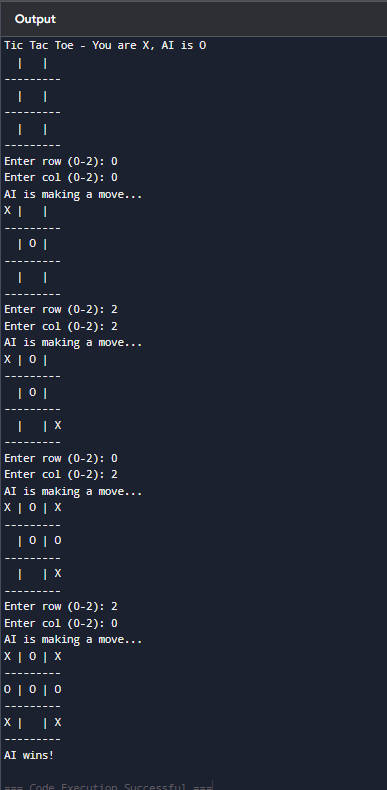 Output
Tic Tac Toe - You are X, AI is O
  |   |
---------
  |   |
---------
  |   |
---------
Enter row (0-2): 0
Enter col (0-2): 0
AI is making a move...
X |   |
---------
  | O |
---------
  |   |
---------
Enter row (0-2): 2
Enter col (0-2): 2
AI is making a move...
X | O |
---------
  | O |
---------
  |   | X
---------
Enter row (0-2): 0
Enter col (0-2): 2
AI is making a move...
X | O | X
---------
  | O | O
---------
  |   | X
---------
Enter row (0-2): 2
Enter col (0-2): 0
AI is making a move...
X | O | X
---------
O | O | O
---------
X |   | X
---------
AI wins!
=== Code Execution Successful ===